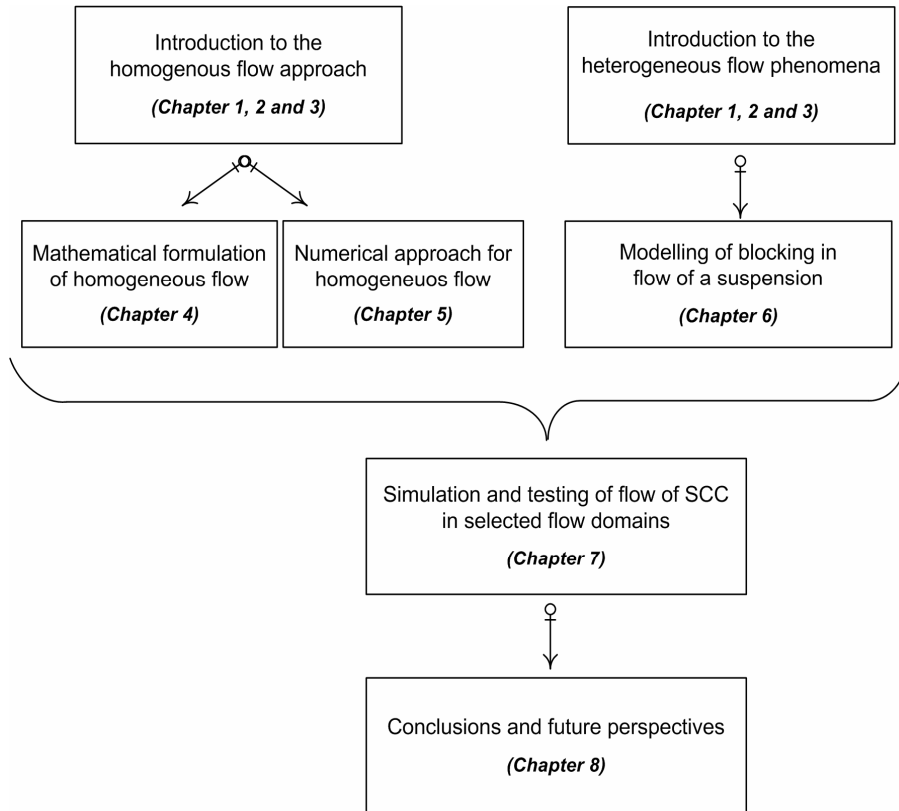 Introduction to the
homogenous flow approach
(Chapter 1, 2 and 3)
Introduction to the
heterogeneous flow phenomena
(Chapter 1, 2 and 3)
Mathematical formulation
of homogeneous flow
(Chapter 4)
Numerical approach for
homogeneuos flow
(Chapter 5)
Modelling of blocking in
flow of a suspension
(Chapter 6)
Simulation and testing of flow of SCC
in selected flow domains
(Chapter 7)
Conclusions and future perspectives
(Chapter 8)